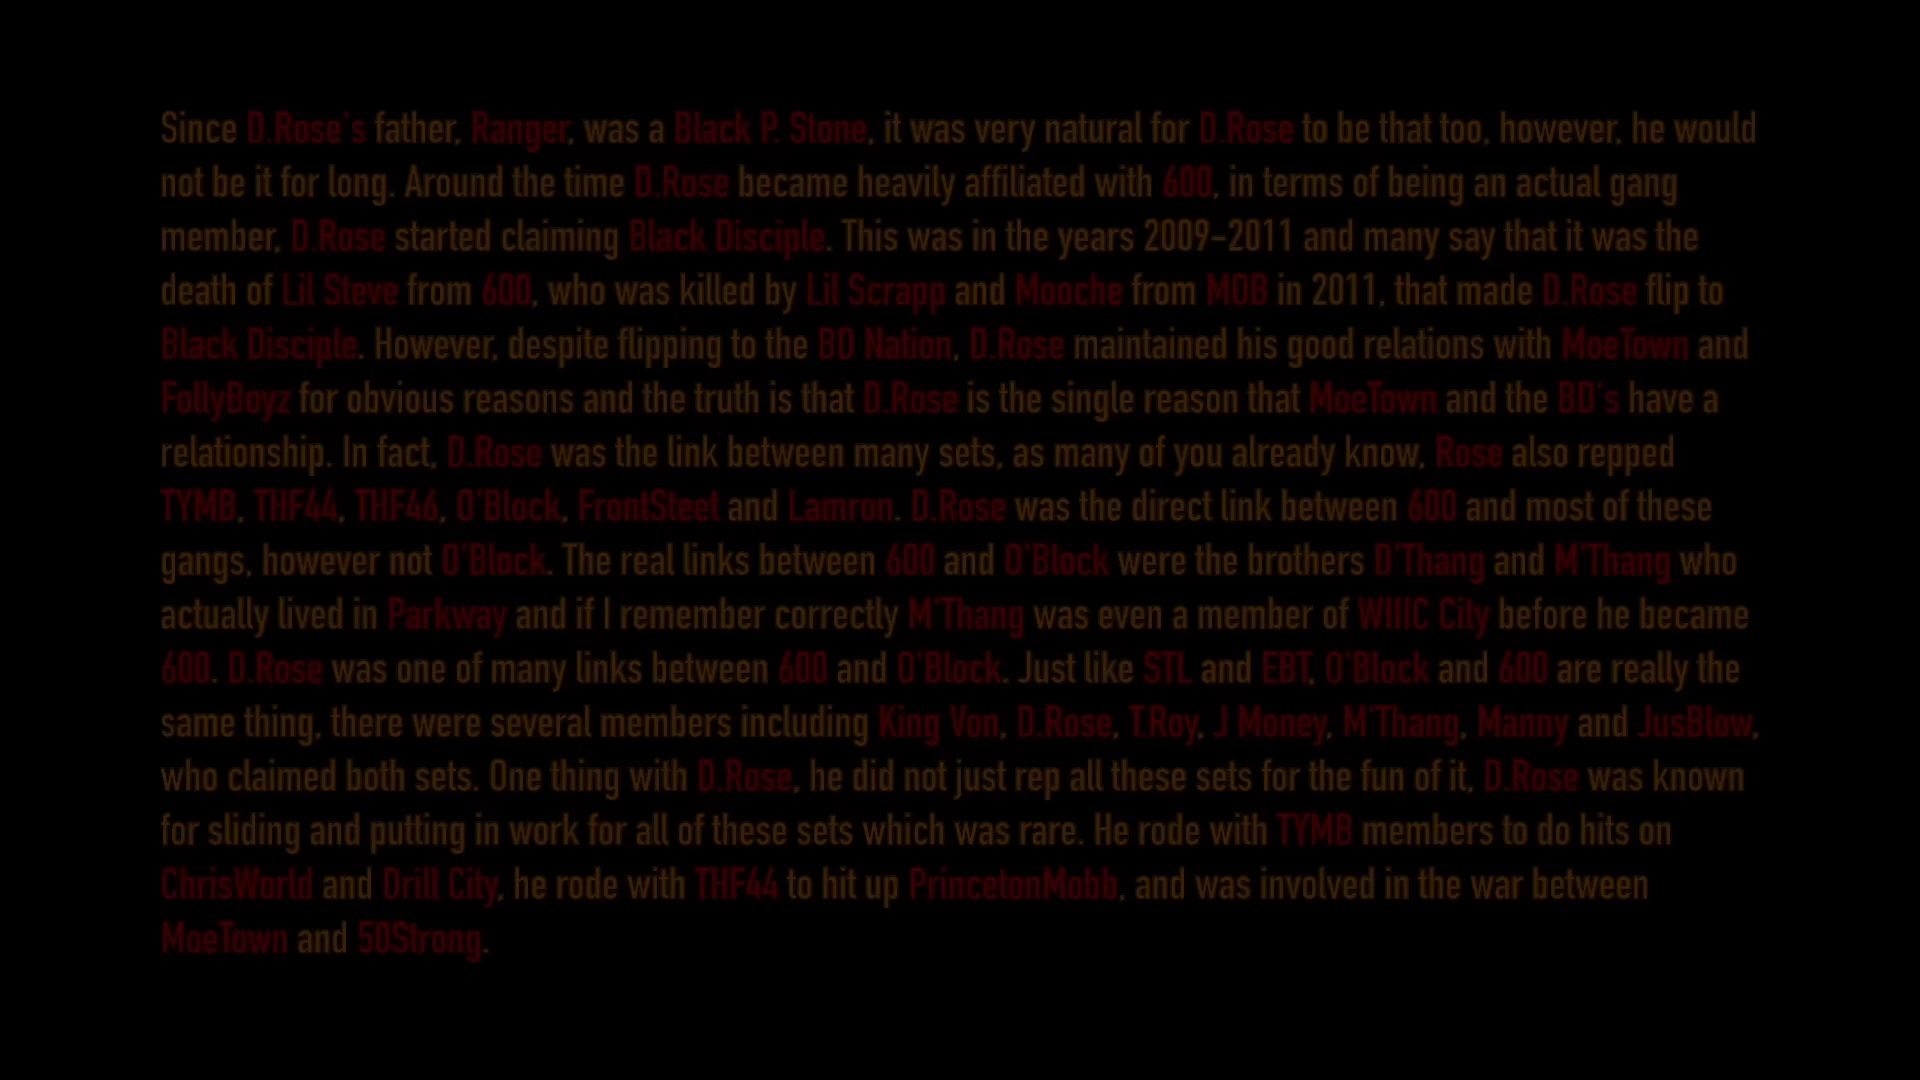 Since D.Rose's father, Ranger, was a Black P. Stone, it was very natural for D.Rose to be that too, however, he would
not be it for long. Around the time D.Rose became heavily affiliated with 600, in terms of being an actual gang
member, D.Rose started claiming Black Disciple. This was in the years 2009–2011 and many say that it was the
death of Lil Steve from 600, who was killed by Lil Scrapp and Mooche from MOB in 2011, that made D.Rose flip to
Black Disciple. However, despite flipping to the BD Nation, D.Rose maintained his good relations with MoeTown and
FollyBoyz for obvious reasons and the truth is that D.Rose is the single reason that MoeTown and the BD's have a
relationship. In fact, D.Rose was the link between many sets, as many of you already know, Rose also repped
TYMB, THF44, THF46, O'Block, FrontSteet and Lamron. D.Rose was the direct link between 600 and most of these
gangs, however not O'Block. The real links between 600 and O'Block were the brothers D'Thang and M'Thang who
actually lived in Parkway and if I remember correctly M'Thang was even a member of WIIIC City before he became
600. D.Rose was one of many links between 600 and O'Block. Just like STL and EBT, O'Block and 600 are really the
same thing, there were several members including King Von, D.Rose, T.Roy, J Money, M'Thang, Manny and JusBlow,
who claimed both sets. One thing with D.Rose, he did not just rep all these sets for the fun of it, D.Rose was known
for sliding and putting in work for all of these sets which was rare. He rode with TYMB members to do hits on
ChrisWorld and Drill City, he rode with THF44 to hit up PrincetonMobb, and was involved in the war between
MoeTown and 50Strong.